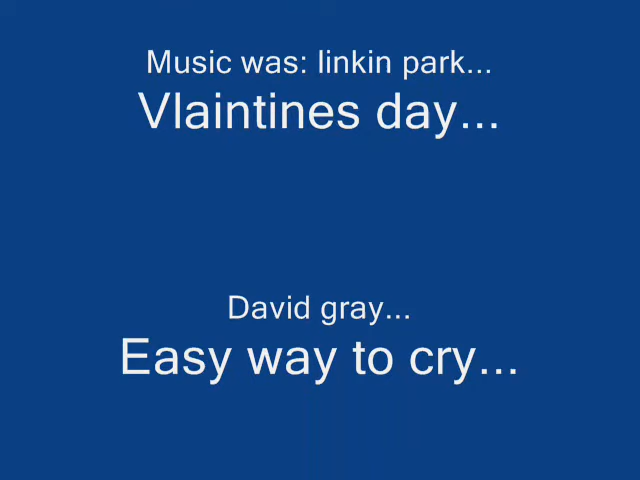 Music was: linkin park...
Vlaintines day...
David gray...
Easy way to cry...